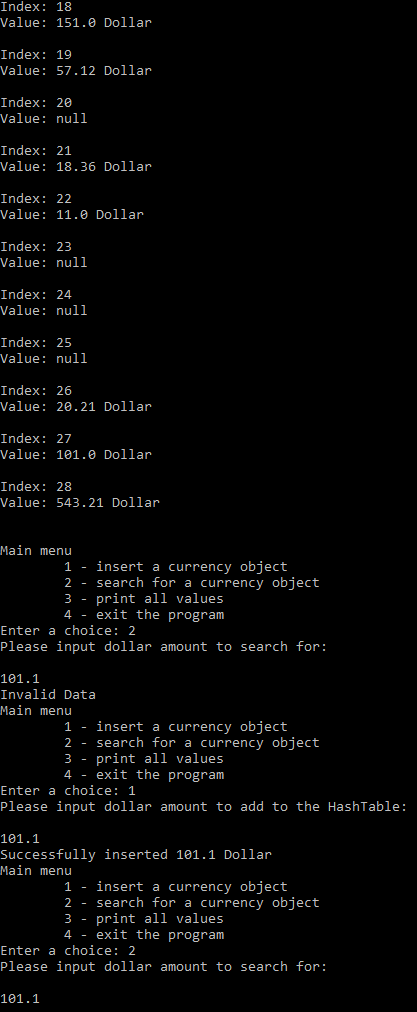 Index: 18
Value: 151.0 Dollar
Index: 19
Value: 57.12 Dollar
Index: 20
Value: null
Index: 21
Value: 18.36 Dollar
Index: 22
Value: 11.0 Dollar
Index: 23
Value: null
Index: 24
Value: null
Index: 25
Value: null
Index: 26
Value: 20.21 Dollar
Index: 27
Value: 101.0 Dollar
Index: 28
Value: 543.21 Dollar
Main menu
1 - insert a currency object
2 - search for a currency object
3 - print all values
4 - exit the program
Enter a choice: 2
Please input dollar amount to search for:
101.1
Invalid Data
Main menu
1 - insert a currency object
2 - search for a currency object
3 - print all values
4 - exit the program
Enter a choice: 1
Please input dollar amount to add to the HashTable:
101.1
Successfully inserted 101.1 Dollar
Main menu
1 - insert a currency object
2 - search for a currency object
3 - print all values
4 - exit the program
Enter a choice: 2
Please input dollar amount to search for:
101.1